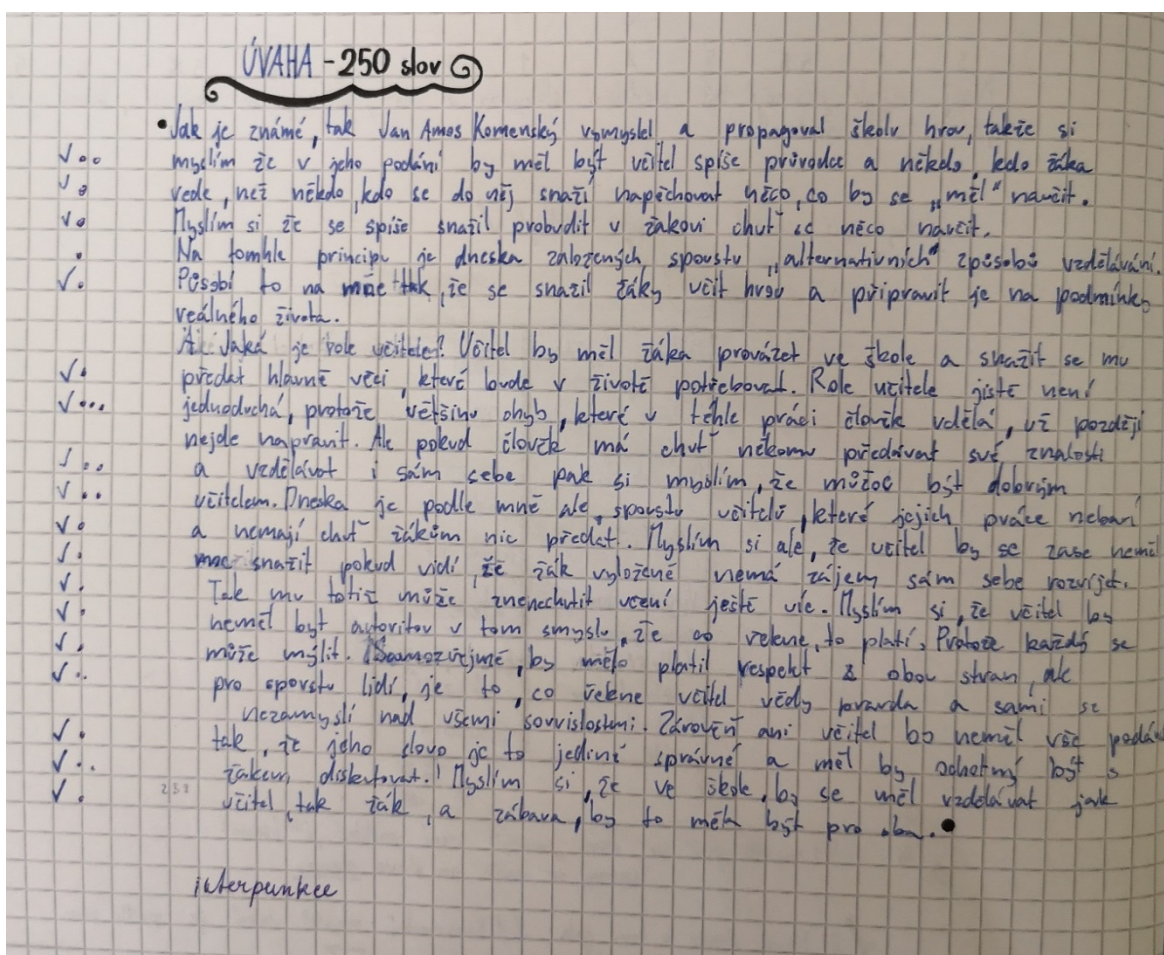 ÚVAHA - 250 slov
Jak je známé, tak Jan Amos Komenský vymyslel a propagoval školu hrou, takže si
myslím že v jeho podání by měl být učitel spíše průvodce a někdo, kdo žáka
vede, než někdo, kdo se do něj snaží napěchovat něco, co by se „měl" naučit.
Myslím si že se spíše snažil probudit v žákovi chuť se něco naučit.
Na tomhle principu je dneska založených spoustu „alternativních" způsobů vzdělávání.
Působí to na mne tak, že se snažil žáky učit hrou a připravit je na podmínky
reálného života.
Jaká je role učitele? Učitel by měl žáka provázet ve škole a snažit se mu
předat hlavně věci, které bude v životě potřebovat. Role učitele jistě není
jednoduchá, protože většinu chyb, které v téhle práci člověk udělá, už později
nejde napravit. Ale pokud člověk má chuť někomu předávat své znalosti
a vzdělávat i sám sebe pak si myslím, že může být dobrým
učitelem. Dneska je podle mně ale, spoustu učitelů, které jejich práce nebaví
a nemají chuť žákům nic předat. Myslím si ale, že učitel by se zase neměl
moc snažit pokud vidí, že žák vyloženě nemá zájem sám sebe rozvíjet.
Tak mu totiž může znenechutit učení ještě víc. Myslím si, že učitel by
neměl být autoritou v tom smyslu, že co řekne, to platí, Protože každý se
může mýlit. Samozřejmě, by mělo platit respekt z obou stran, ale
pro spoustu lidí, je to, co řekne učitel vědy pravda a sami se
nezamyslí nad všemi souvislostmi. Zároveň ani učitel by neměl vše
tak, že jeho slovo je to jediné správné a měl by ochotný být s
žákem diskutovat. Myslím si, že ve škole, by se měl vzdělávat jak
238 učitel, tak žák, a zábava, by to měla být pro oba.
interpunkce